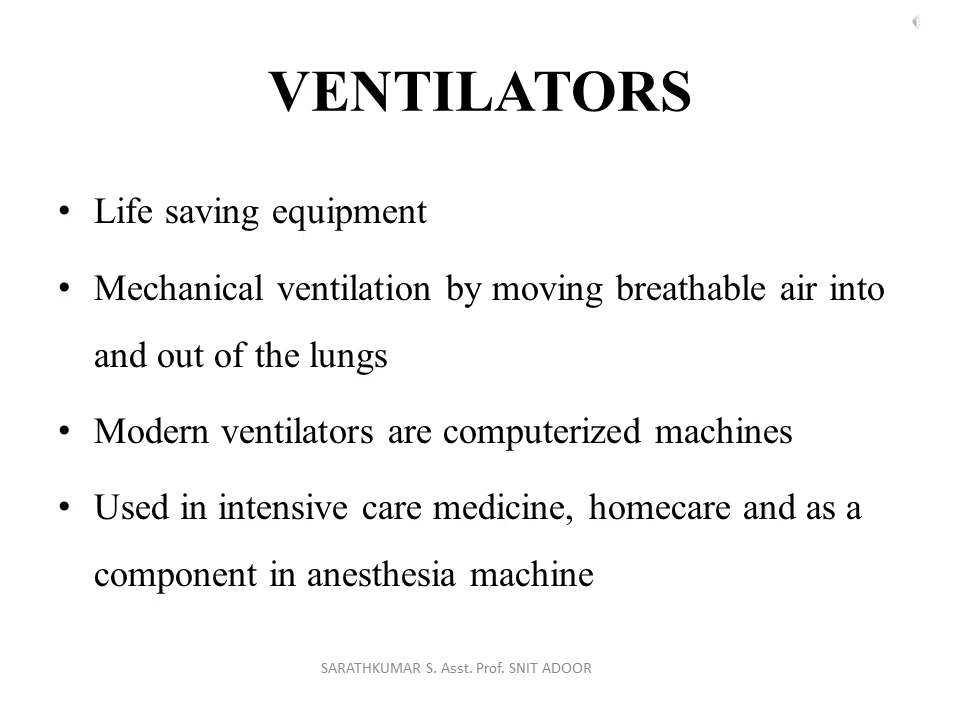 VENTILATORS
• Life saving equipment
• Mechanical ventilation by moving breathable air into
and out of the lungs
• Modern ventilators are computerized machines
• Used in intensive care medicine, homecare and as a
component in anesthesia machine
SARATHKUMAR S. Asst. Prof. SNIT ADOOR